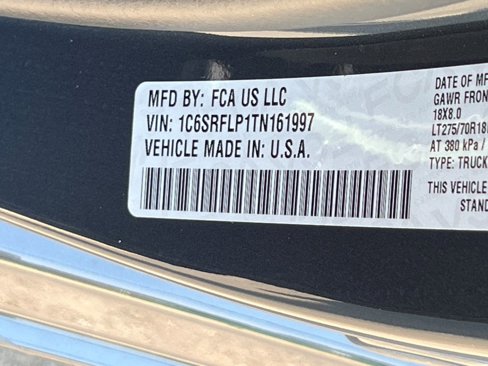 MFD BY: FCA US LLC
VIN: 1C6SRFLP1TN161997
VEHICLE MADE IN: U.S.A.
DATE OF MF
GAWR FRON
18X8.0
LT275/70R18
AT 380 kPa /
TYPE: TRUCK
THIS VEHICLE
STAND